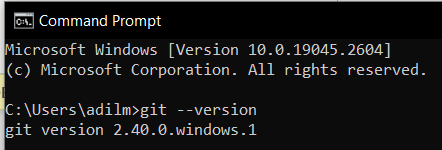 Command Prompt
Microsoft Windows [Version 10.0.19045.2604]
(c) Microsoft Corporation. All rights reserved.
C:\Users\adilm>git --version
git version 2.40.0.windows.1